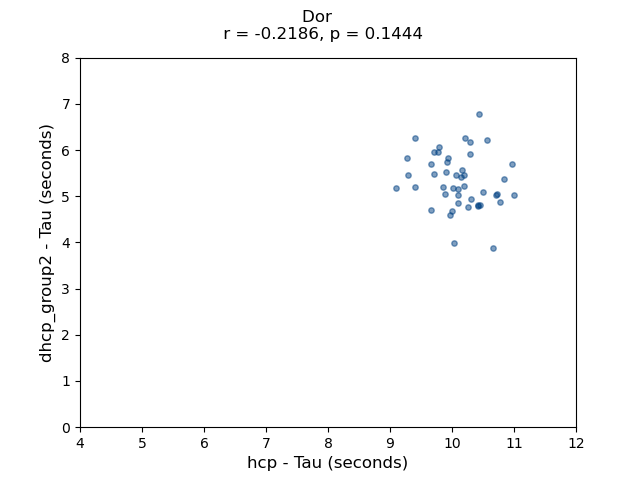 Dor
r = -0.2186, p = 0.1444
8
7
6
5
4
3
2
1
0
dhcp_group2 - Tau (seconds)
4 5 6 7 8 9 10 11 12
hcp - Tau (seconds)